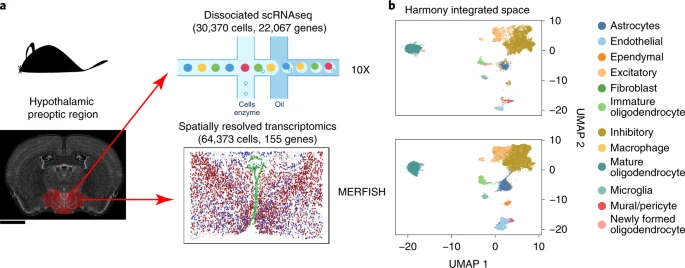 a
Dissociated scRNAseq
(30,370 cells, 22,067 genes)
Hypothalamic
preoptic region
Cells
enzyme
Oil
10X
Spatially resolved transcriptomics
(64,373 cells, 155 genes)
MERFISH
b
Harmony integrated space
10
0
−10
−20
10
0
−10
−20
−20
−10
0
10
UMAP 1
UMAP 2
Astrocytes
Endothelial
Ependymal
Excitatory
Fibroblast
Immature
oligodendrocyte
Inhibitory
Macrophage
Mature
oligodendrocyte
Microglia
Mural/pericyte
Newly formed
oligodendrocyte